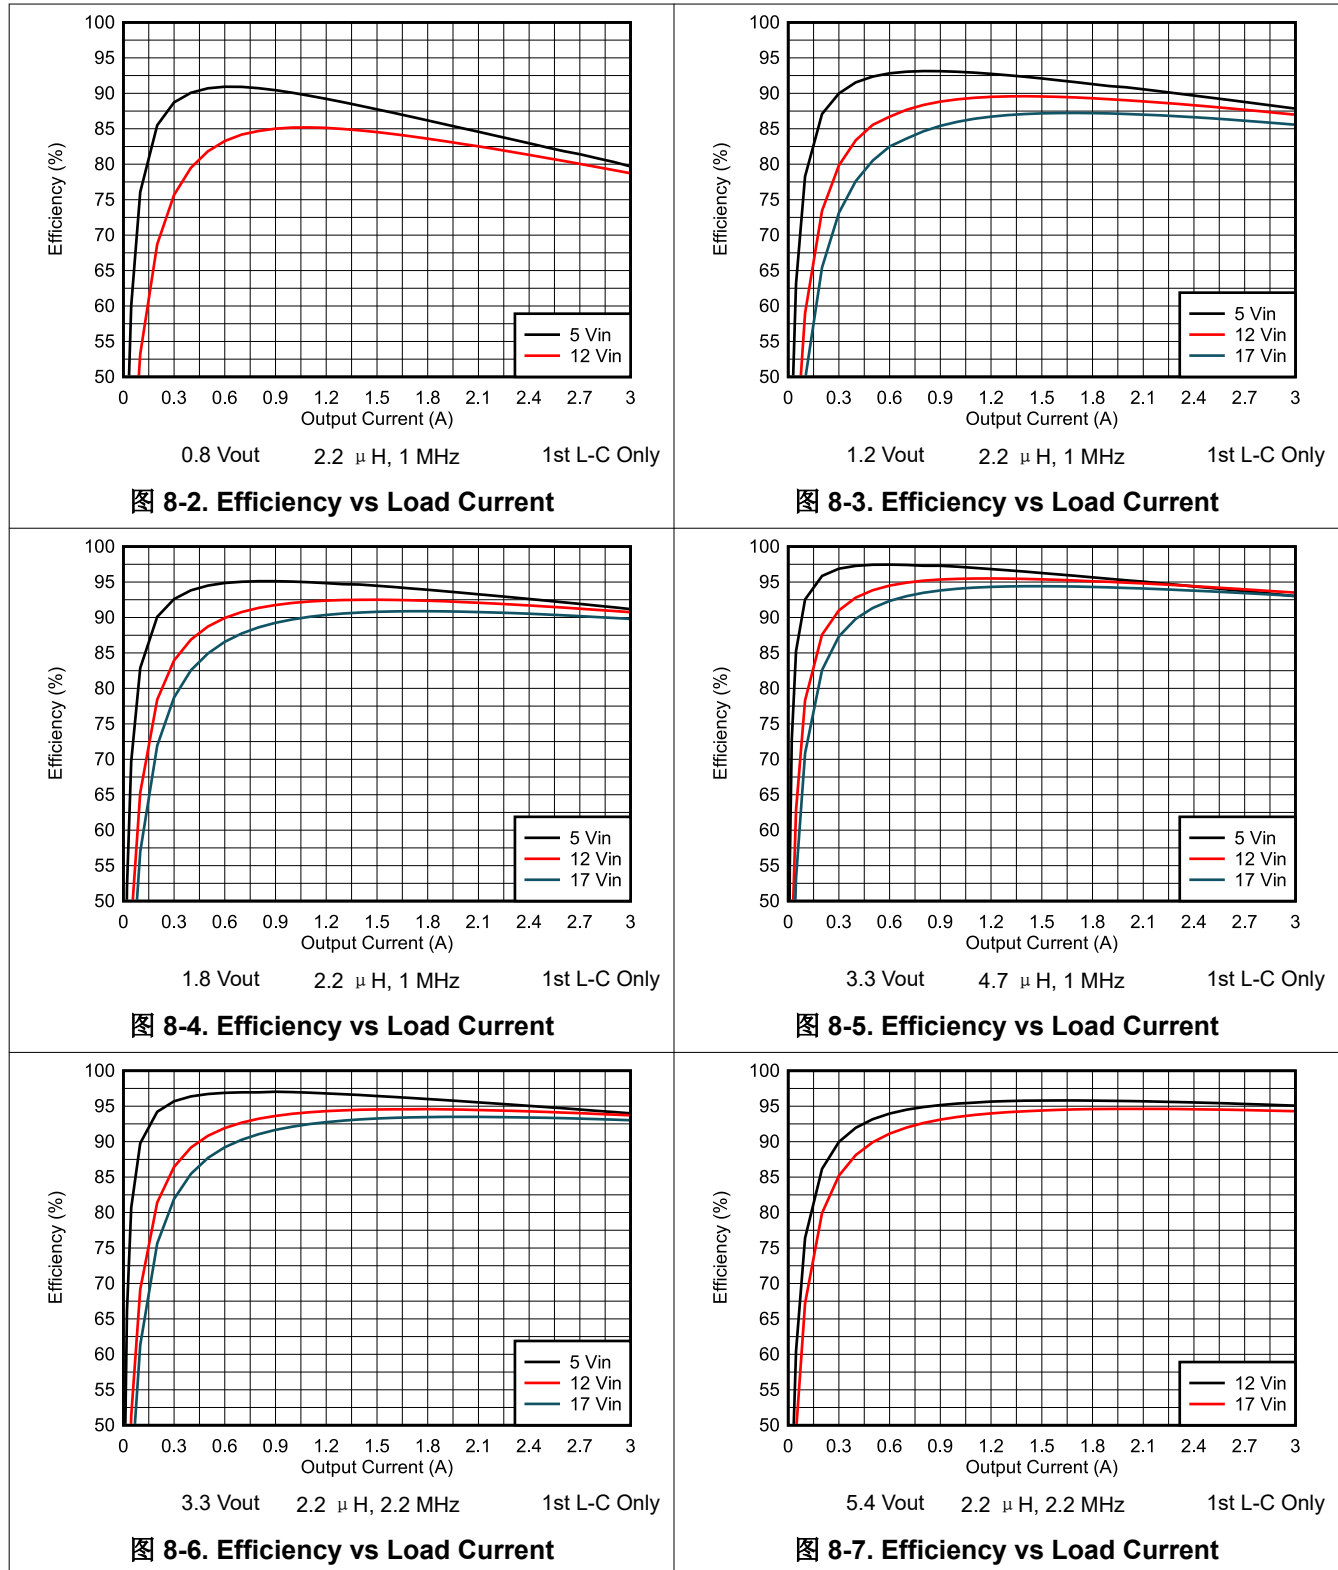 100
95
90
85
80
75
70
65
60
55
50
Efficiency (%)
5 Vin
12 Vin
0 0.3 0.6 0.9 1.2 1.5 1.8 2.1 2.4 2.7 3
Output Current (A)
0.8 Vout 2.2 μH, 1 MHz 1st L-C Only
图 8-2. Efficiency vs Load Current
100
95
90
85
80
75
70
65
60
55
50
Efficiency (%)
5 Vin
12 Vin
17 Vin
0 0.3 0.6 0.9 1.2 1.5 1.8 2.1 2.4 2.7 3
Output Current (A)
1.2 Vout 2.2 μH, 1 MHz 1st L-C Only
图 8-3. Efficiency vs Load Current
100
95
90
85
80
75
70
65
60
55
50
Efficiency (%)
5 Vin
12 Vin
17 Vin
0 0.3 0.6 0.9 1.2 1.5 1.8 2.1 2.4 2.7 3
Output Current (A)
1.8 Vout 2.2 μH, 1 MHz 1st L-C Only
图 8-4. Efficiency vs Load Current
100
95
90
85
80
75
70
65
60
55
50
Efficiency (%)
5 Vin
12 Vin
17 Vin
0 0.3 0.6 0.9 1.2 1.5 1.8 2.1 2.4 2.7 3
Output Current (A)
3.3 Vout 4.7 μH, 1 MHz 1st L-C Only
图 8-5. Efficiency vs Load Current
100
95
90
85
80
75
70
65
60
55
50
Efficiency (%)
5 Vin
12 Vin
17 Vin
0 0.3 0.6 0.9 1.2 1.5 1.8 2.1 2.4 2.7 3
Output Current (A)
3.3 Vout 2.2 μH, 2.2 MHz 1st L-C Only
图 8-6. Efficiency vs Load Current
100
95
90
85
80
75
70
65
60
55
50
Efficiency (%)
12 Vin
17 Vin
0 0.3 0.6 0.9 1.2 1.5 1.8 2.1 2.4 2.7 3
Output Current (A)
5.4 Vout 2.2 μH, 2.2 MHz 1st L-C Only
图 8-7. Efficiency vs Load Current